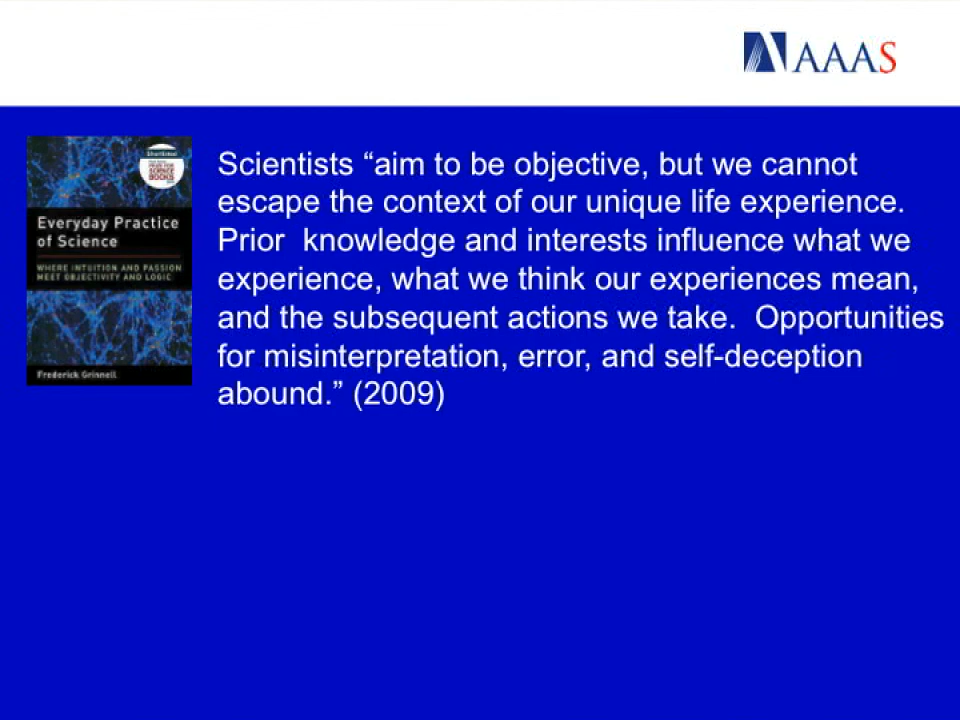 AAAS
Everyday Practice
of Science
WHERE INTUITION AND PASSION
MEET OBJECTIVITY AND LOGIC
Frederick Grinnell
Scientists “aim to be objective, but we cannot
escape the context of our unique life experience.
Prior  knowledge and interests influence what we
experience, what we think our experiences mean,
and the subsequent actions we take.  Opportunities
for misinterpretation, error, and self-deception
abound.” (2009)